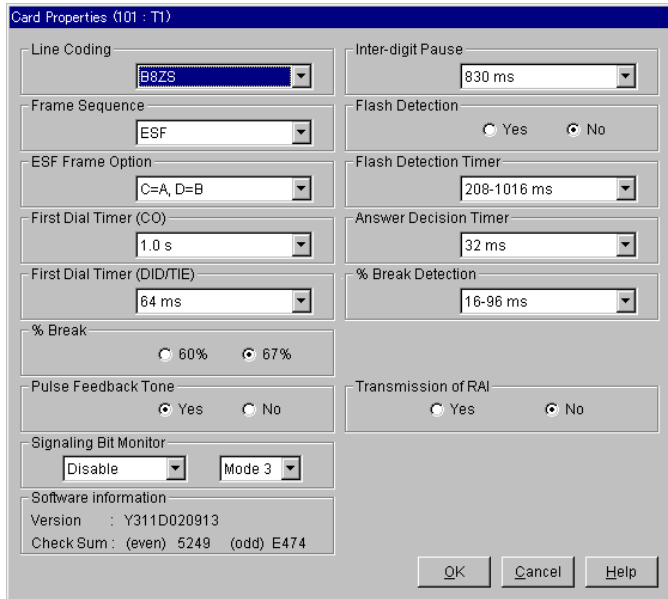 Card Properties (101 : T1)
Line Coding
B8ZS
Frame Sequence
ESF
ESF Frame Option
C=A, D=B
First Dial Timer (CO)
1.0 s
First Dial Timer (DID/TIE)
64 ms
% Break
60% 67%
Pulse Feedback Tone
Yes No
Signaling Bit Monitor
Disable Mode 3
Software information
Version : Y311D020913
Check Sum : (even) 5249 (odd) E474
Inter-digit Pause
830 ms
Flash Detection
Yes No
Flash Detection Timer
208-1016 ms
Answer Decision Timer
32 ms
% Break Detection
16-96 ms
Transmission of RAI
Yes No
OK Cancel Help